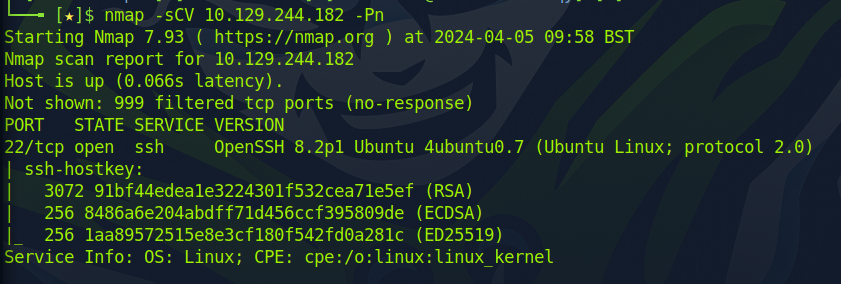 [★]$ nmap -sCV 10.129.244.182 -Pn
Starting Nmap 7.93 ( https://nmap.org ) at 2024-04-05 09:58 BST
Nmap scan report for 10.129.244.182
Host is up (0.066s latency).
Not shown: 999 filtered tcp ports (no-response)
PORT   STATE SERVICE VERSION
22/tcp open  ssh     OpenSSH 8.2p1 Ubuntu 4ubuntu0.7 (Ubuntu Linux; protocol 2.0)
| ssh-hostkey:
|   3072 91bf44edea1e3224301f532cea71e5ef (RSA)
|   256 8486a6e204abdff71d456ccf395809de (ECDSA)
|_  256 1aa89572515e8e3cf180f542fd0a281c (ED25519)
Service Info: OS: Linux; CPE: cpe:/o:linux:linux_kernel